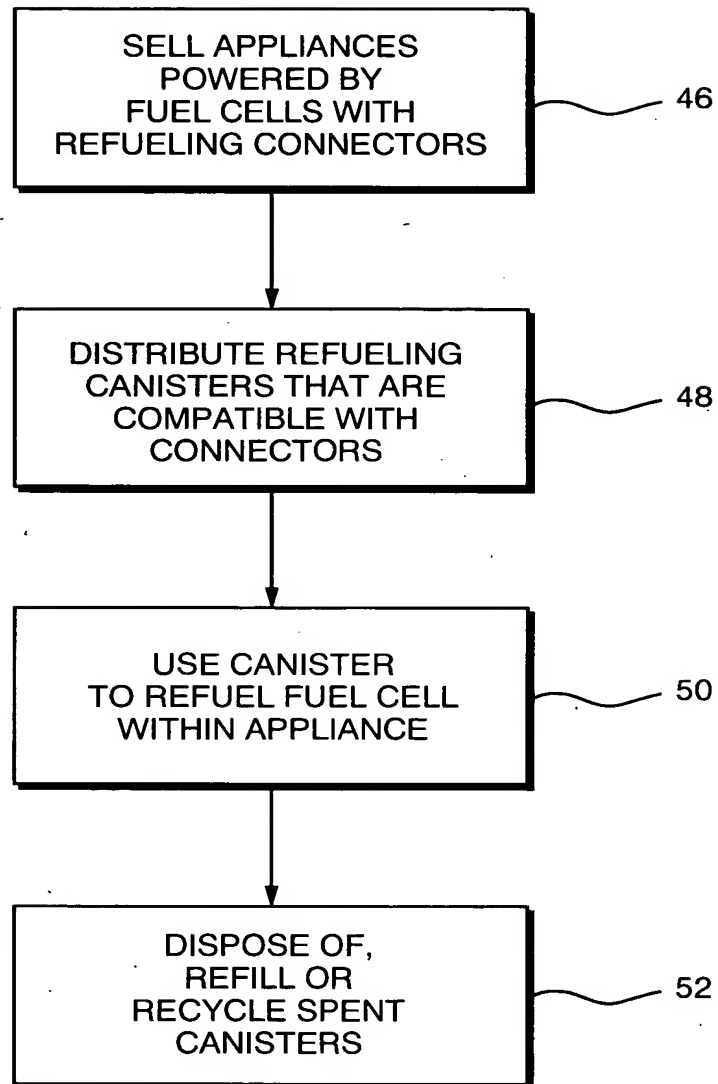 SELL APPLIANCES
POWERED BY
FUEL CELLS WITH
REFUELING CONNECTORS
46
DISTRIBUTE REFUELING
CANISTERS THAT ARE
COMPATIBLE WITH
CONNECTORS
48
USE CANISTER
TO REFUEL FUEL CELL
WITHIN APPLIANCE
50
DISPOSE OF,
REFILL OR
RECYCLE SPENT
CANISTERS
52